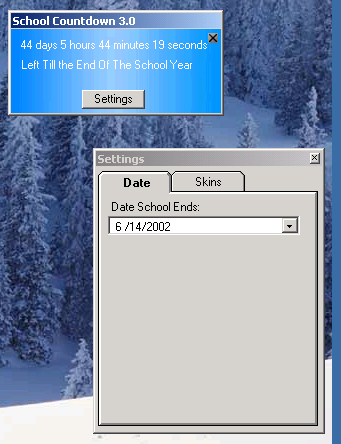 School Countdown 3.0
44 days 5 hours 44 minutes 19 seconds
Left Till the End Of The School Year
Settings
Settings
Date Skins
Date School Ends:
6 /14/2002